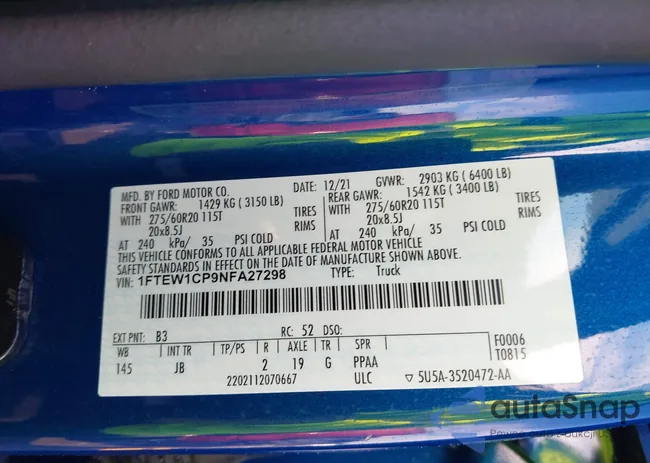 MFD. BY FORD MOTOR CO.
DATE: 12/21 GVWR: 2903 KG ( 6400 LB)
FRONT GAWR: 1429 KG ( 3150 LB) REAR GAWR: 1542 KG ( 3400 LB)
275/60R20 115T TIRES WITH 275/60R20 115T TIRES
20x8.5J RIMS 20x8.5J RIMS
AT 240 kPa/ 35 PSI COLD AT 240 kPa/ 35 PSI COLD
THIS VEHICLE CONFORMS TO ALL APPLICABLE FEDERAL MOTOR VEHICLE
SAFETY STANDARDS IN EFFECT ON THE DATE OF MANUFACTURE SHOWN ABOVE.
VIN: 1FTEW1CP9NFA27298 Truck
EXT PNT: B3 RC: 52 DSO: F0006
WB INT TR TP/PS R AXLE TR SPR T0815
145 JB 2 19 G PPAA
2202112070667 ULC ▽ 5U5A-3520472-AA
autoSnap